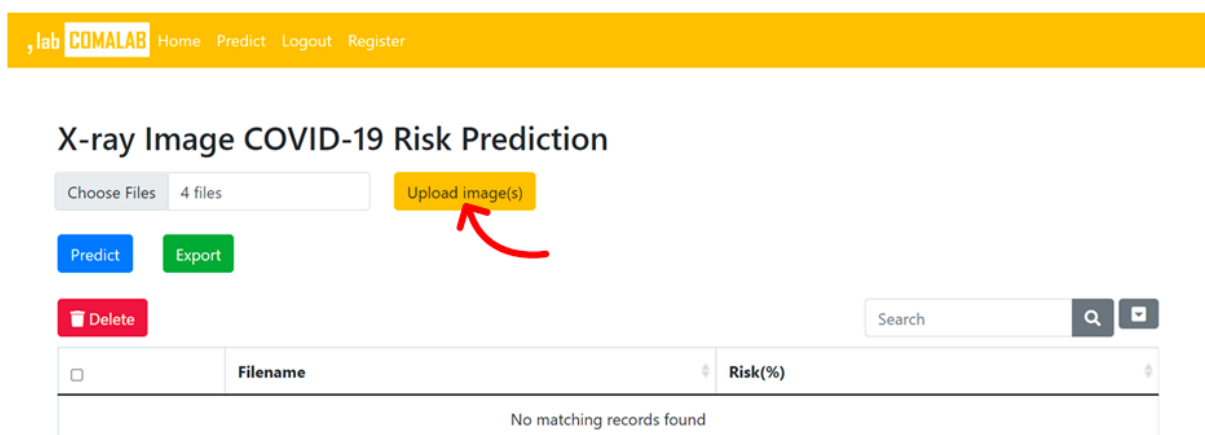 , lab COMALAB Home Predict Logout Register
X-ray Image COVID-19 Risk Prediction
Choose Files 4 files Upload image(s)
Predict Export
Delete Search
Filename Risk(%)
No matching records found